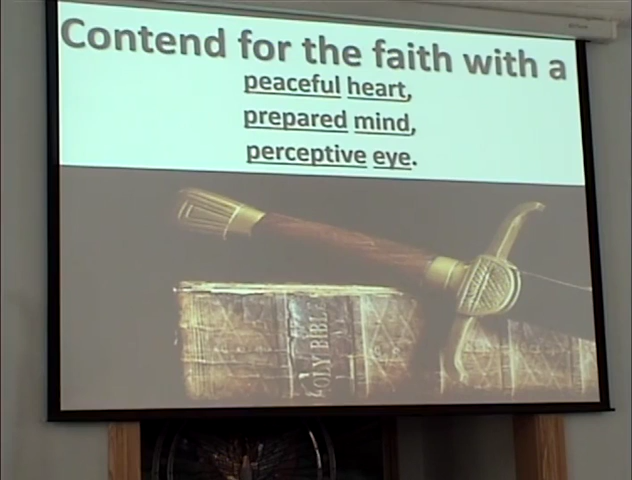 Contend for the faith with a
peaceful heart,
prepared mind,
perceptive eye.
HOLY BIBLE